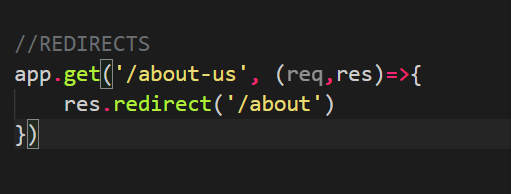 //REDIRECTS
app.get('/about-us', (req,res)=>{
    res.redirect('/about')
})